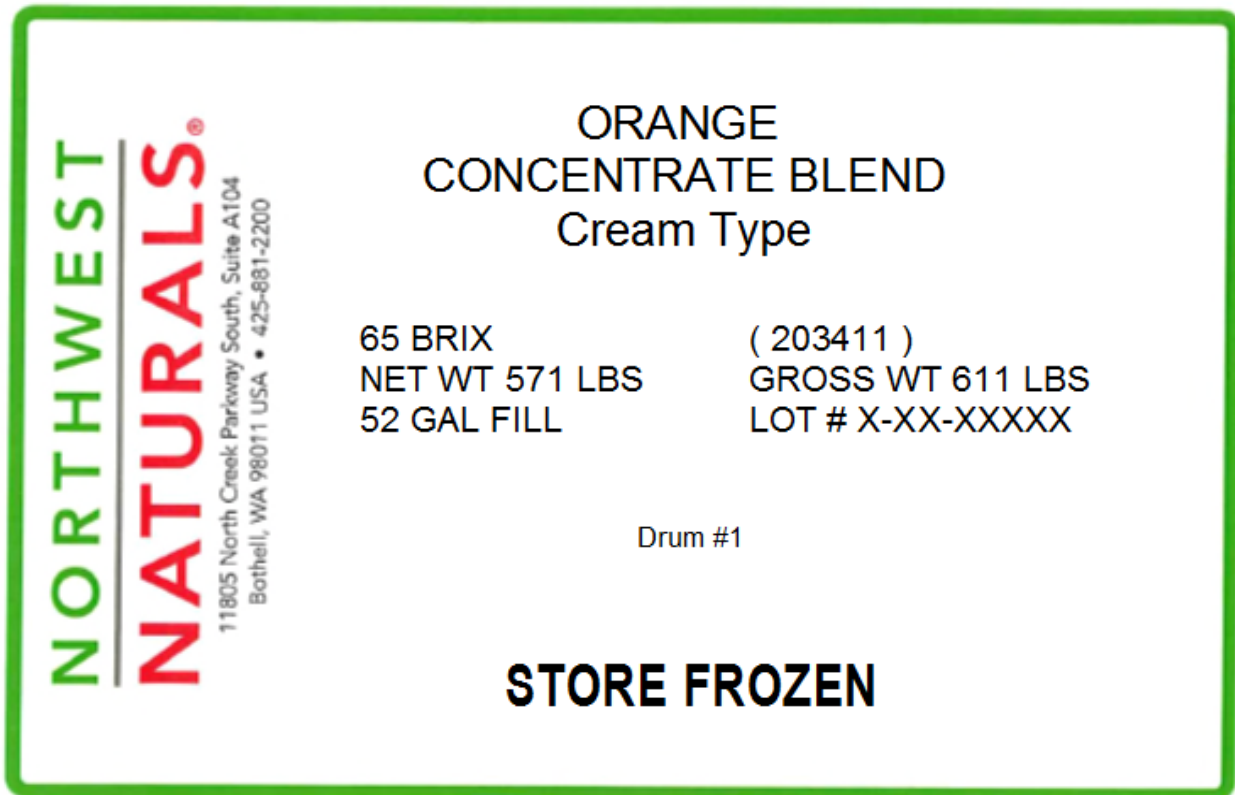 NORTHWEST
NATURALS®
11805 North Creek Parkway South, Suite A104
Bothell, WA 98011 USA • 425-881-2200
ORANGE
CONCENTRATE BLEND
Cream Type
65 BRIX ( 203411 )
NET WT 571 LBS GROSS WT 611 LBS
52 GAL FILL LOT # X-XX-XXXXX
Drum #1
STORE FROZEN